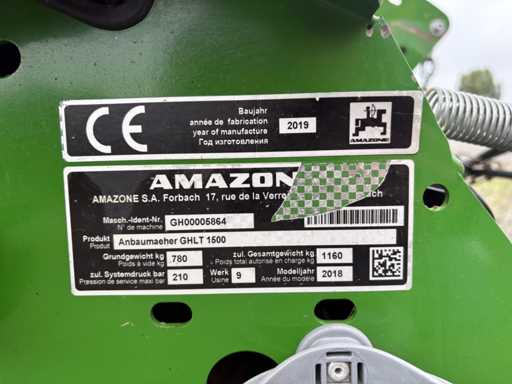 CE
Baujahr
année de fabrication
year of manufacture
Год изготовления
2019
AMAZONE
AMAZON
AMAZONE S.A. Forbach 17, rue de la Verre
Masch.-Ident-Nr.
N° de machine
GH00005864
Produkt
Produit
Anbaumaeher GHLT 1500
Grundgewicht kg
Poids à vide kg
780
zul. Gesamtgewicht kg
Poids total autorisé en charge kg
1160
zul. Systemdruck bar
Pression de service maxi bar
210
Werk
Usine
9
Modelljahr
Année du modèle
2018